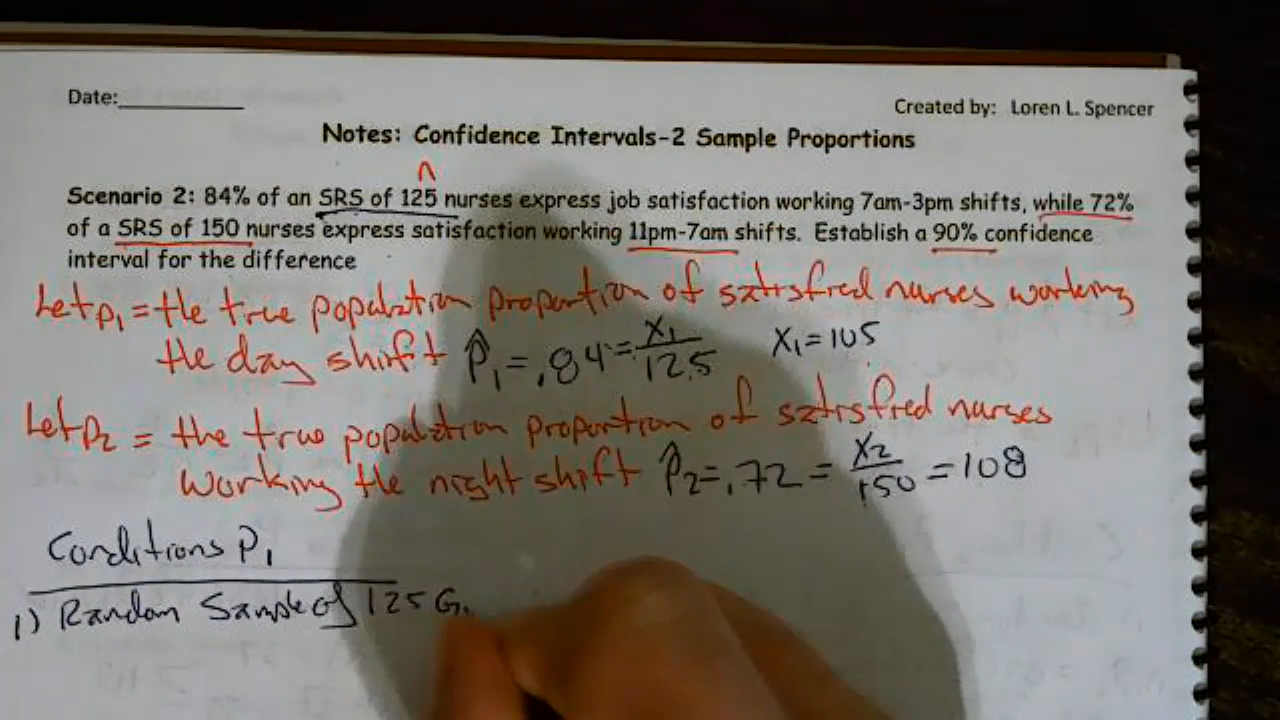 Date:__________
Created by: Loren L. Spencer
Notes: Confidence Intervals-2 Sample Proportions
^
Scenario 2: 84% of an SRS of 125 nurses express job satisfaction working 7am-3pm shifts, while 72%
of a SRS of 150 nurses express satisfaction working 11pm-7am shifts. Establish a 90% confidence
interval for the difference
Let p₁ = the true population proportion of satisfied nurses working
the day shift p̂₁ = .84 = x₁/125 x₁ = 105
Let p₂ = the true population proportion of satisfied nurses
working the night shift p̂₂ = .72 = x₂/150 = 108
Conditions P₁
1) Random Sample of 125 G